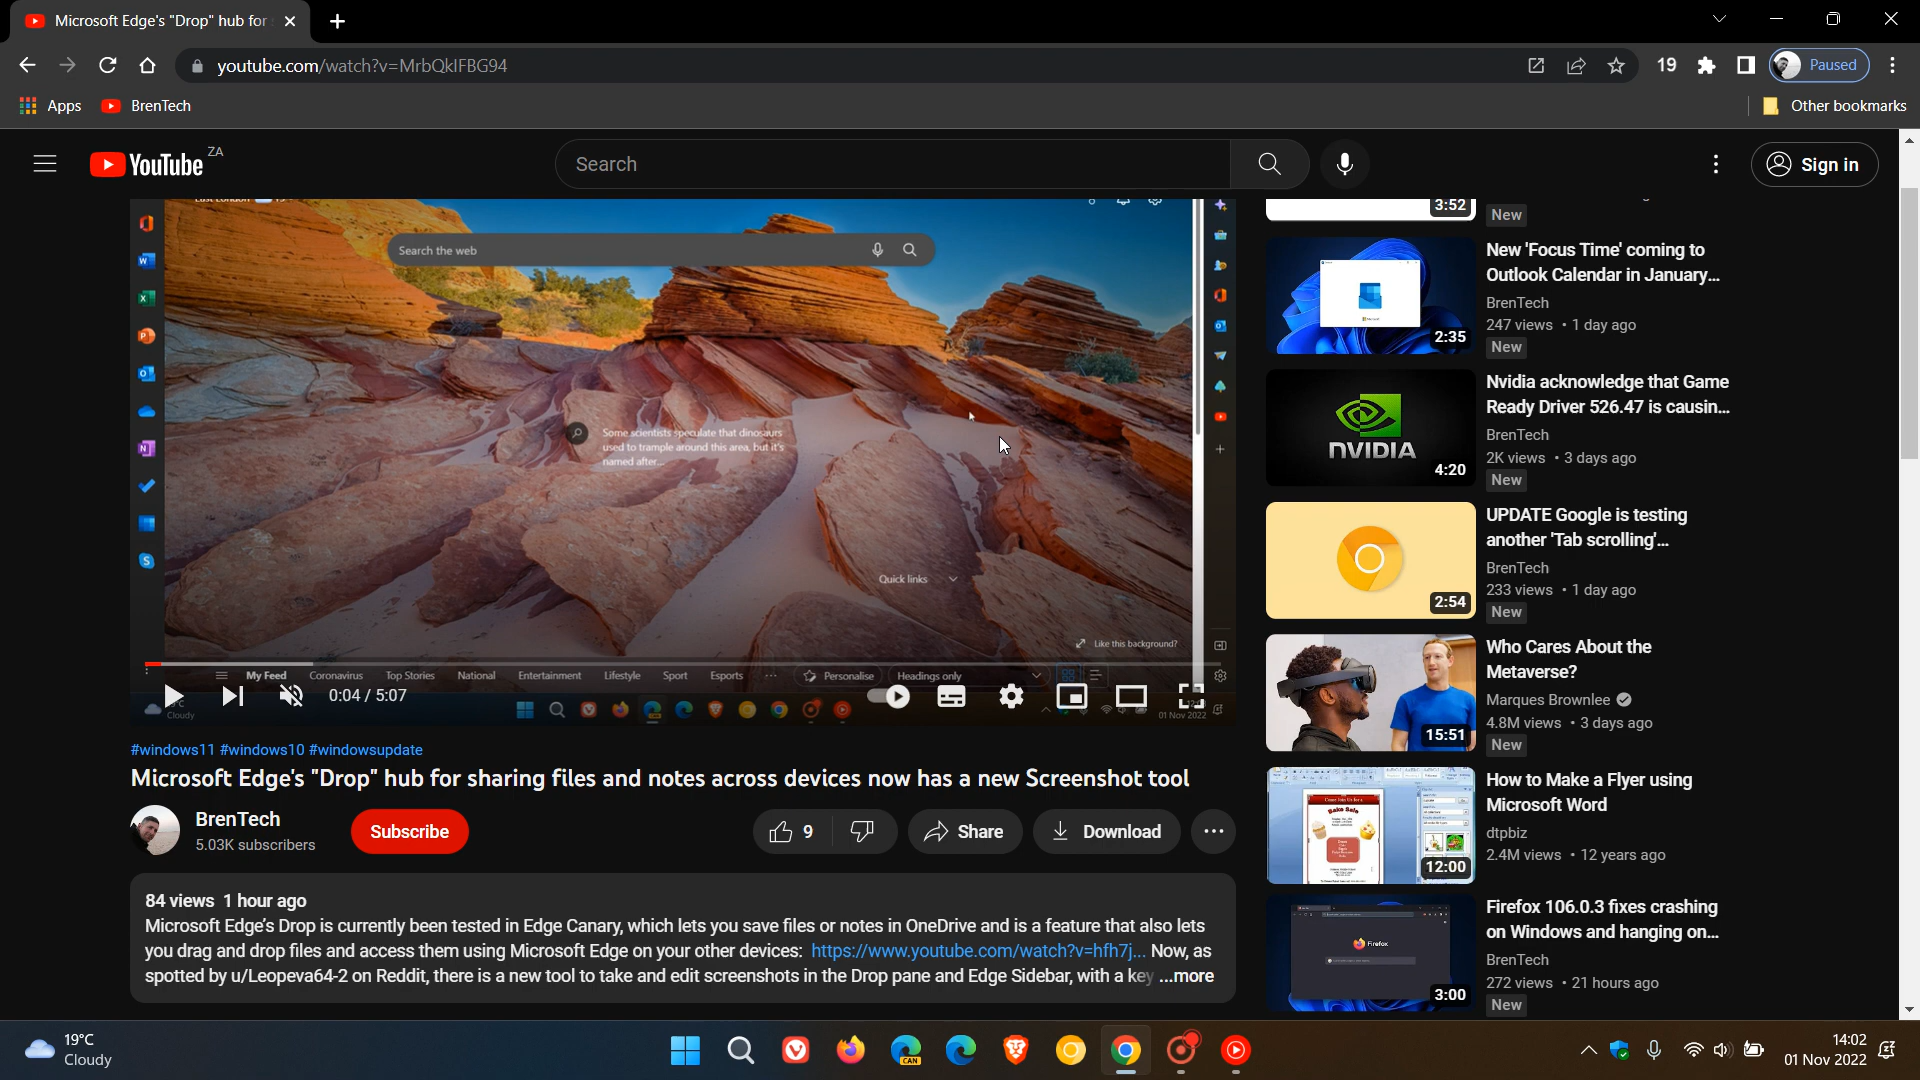 Microsoft Edge's "Drop" hub for
youtube.com/watch?v=MrbQkIFBG94
19
Paused
Apps
BrenTech
Other bookmarks
YouTube ZA
Search
Sign in
Search the web
Some scientists speculate that dinosaurs
used to trample around this area, but it's
named after...
Quick links
Like this background?
My Feed Coronavirus Top Stories National Entertainment Lifestyle Sport Esports ... Personalise Headings only
0:04 / 5:07
Cloudy
01 Nov 2022
#windows11 #windows10 #windowsupdate
Microsoft Edge's "Drop" hub for sharing files and notes across devices now has a new Screenshot tool
BrenTech
5.03K subscribers
Subscribe
9
Share
Download
84 views 1 hour ago
Microsoft Edge's Drop is currently been tested in Edge Canary, which lets you save files or notes in OneDrive and is a feature that also lets
you drag and drop files and access them using Microsoft Edge on your other devices: https://www.youtube.com/watch?v=hfh7j... Now, as
spotted by u/Leopeva64-2 on Reddit, there is a new tool to take and edit screenshots in the Drop pane and Edge Sidebar, with a key ...more
3:52
New
New 'Focus Time' coming to
Outlook Calendar in January...
BrenTech
247 views • 1 day ago
New
2:35
Nvidia acknowledge that Game
Ready Driver 526.47 is causin...
BrenTech
2K views • 3 days ago
New
NVIDIA
4:20
UPDATE Google is testing
another 'Tab scrolling'...
BrenTech
233 views • 1 day ago
New
2:54
Who Cares About the
Metaverse?
Marques Brownlee
4.8M views • 3 days ago
New
15:51
How to Make a Flyer using
Microsoft Word
dtpbiz
2.4M views • 12 years ago
Bake Sale
12:00
Firefox 106.0.3 fixes crashing
on Windows and hanging on...
BrenTech
272 views • 21 hours ago
New
Firefox
3:00
19°C
Cloudy
CAN
14:02
01 Nov 2022